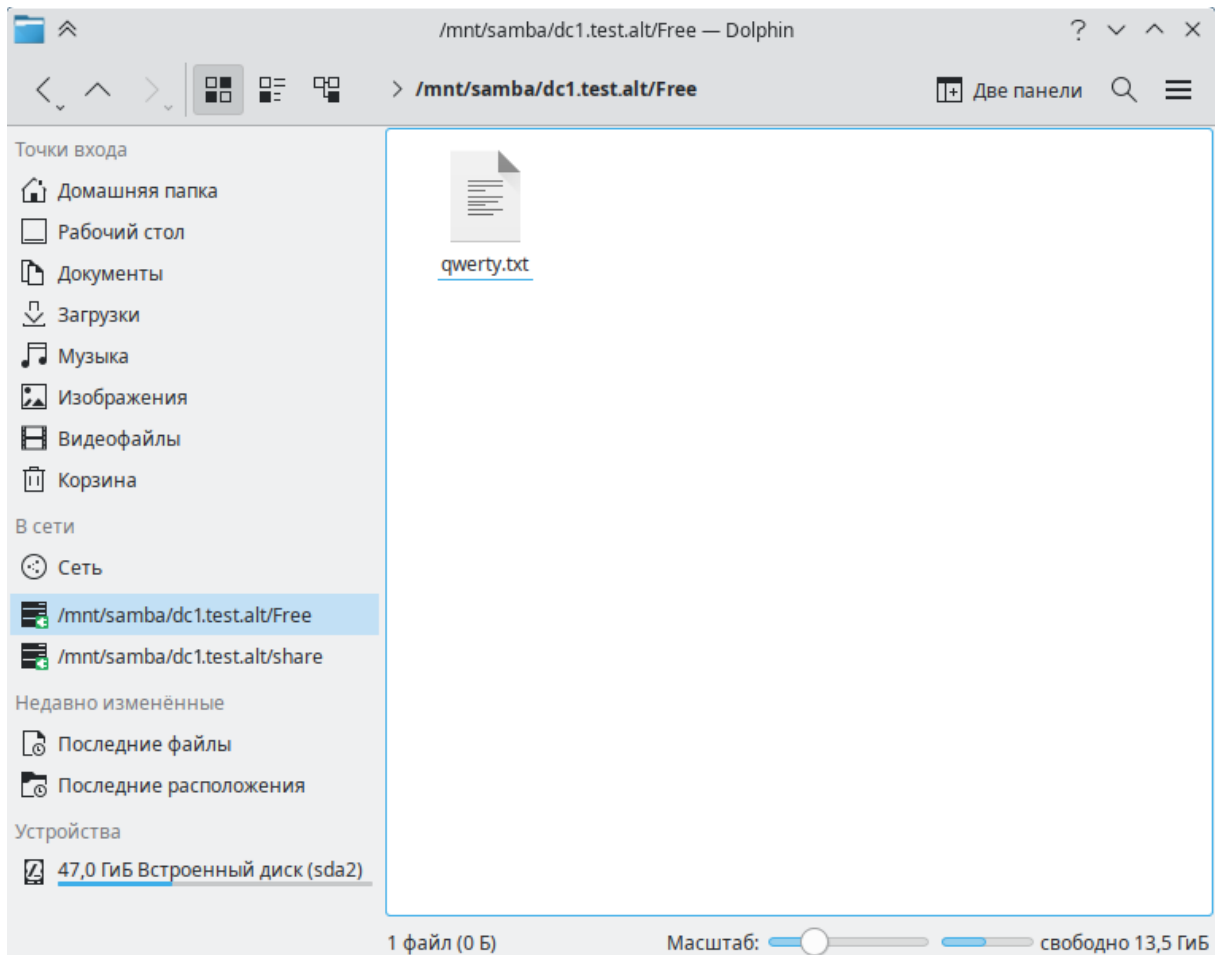 /mnt/samba/dc1.test.alt/Free — Dolphin
/mnt/samba/dc1.test.alt/Free
Две панели
Точки входа
Домашняя папка
Рабочий стол
Документы
Загрузки
Музыка
Изображения
Видеофайлы
Корзина
В сети
Сеть
/mnt/samba/dc1.test.alt/Free
/mnt/samba/dc1.test.alt/share
Недавно изменённые
Последние файлы
Последние расположения
Устройства
47,0 ГиБ Встроенный диск (sda2)
qwerty.txt
1 файл (0 Б)
Масштаб:
свободно 13,5 ГиБ